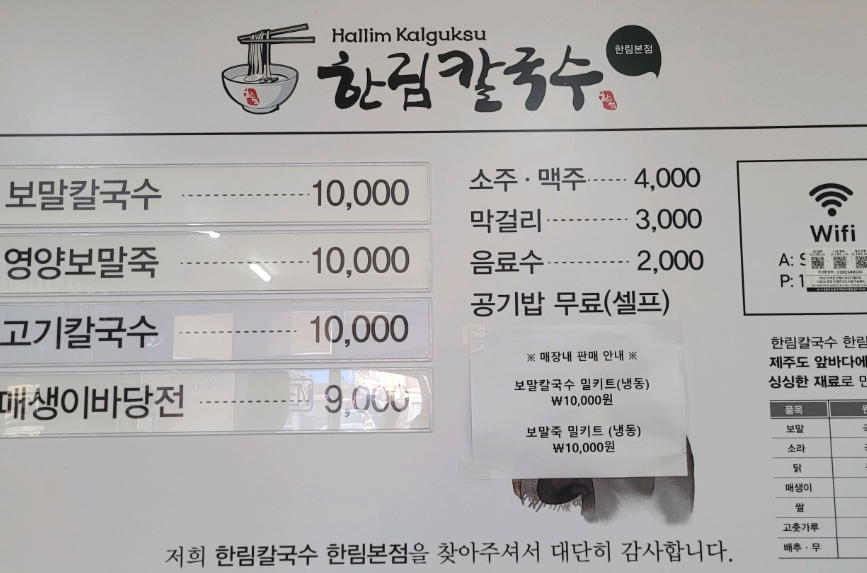 Hallim Kalguksu
한림칼국수
한림본점
보말칼국수 10,000
영양보말죽 10,000
고기칼국수 10,000
매생이바당전 9,000
소주 · 맥주 4,000
막걸리 3,000
음료수 2,000
공기밥 무료(셀프)
※ 매장내 판매 안내 ※
보말칼국수 밀키트(냉동)
₩10,000원
보말죽 밀키트 (냉동)
₩10,000원
Wifi
A: S
P: 1
한림칼국수 한림
제주도 앞바다에
싱싱한 재료로 만
품목
보말
소라
닭
매생이
쌀
고춧가루
배추 · 무
저희 한림칼국수 한림본점을 찾아주셔서 대단히 감사합니다.